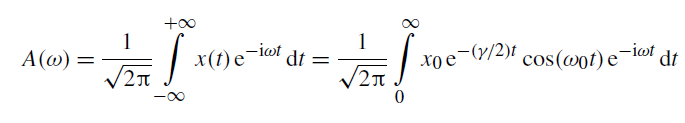 A(ω) = 1/√2π ∫_{−∞}^{+∞} x(t) e^{−iωt} dt = 1/√2π ∫_{0}^{∞} x₀ e^{−(γ/2)t} cos(ω₀t) e^{−iωt} dt